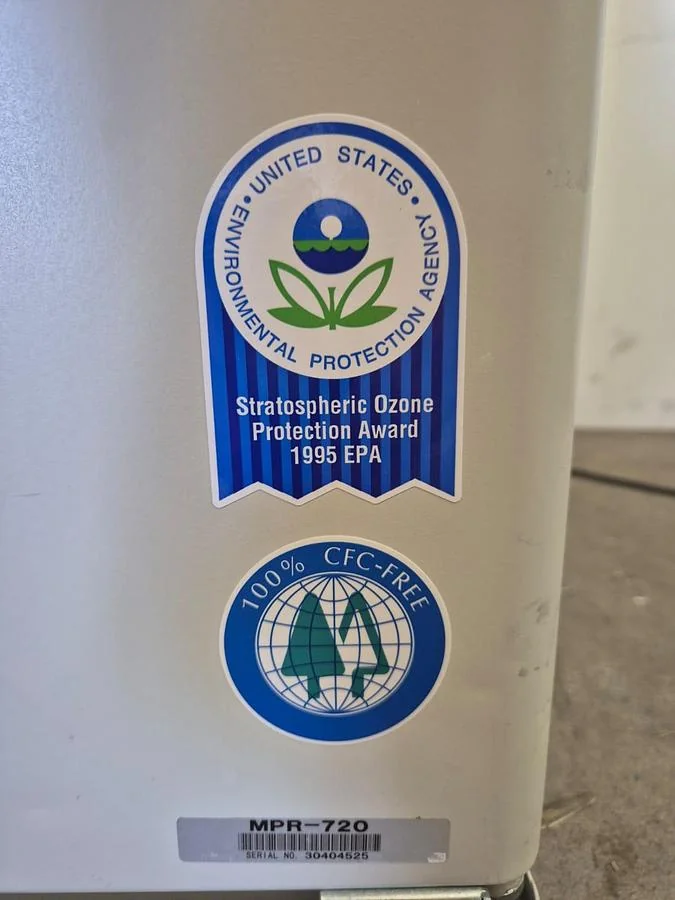 • UNITED STATES •
ENVIRONMENTAL PROTECTION AGENCY
Stratospheric Ozone
Protection Award
1995 EPA
100% CFC-FREE
MPR-720
SERIAL NO. 30404525